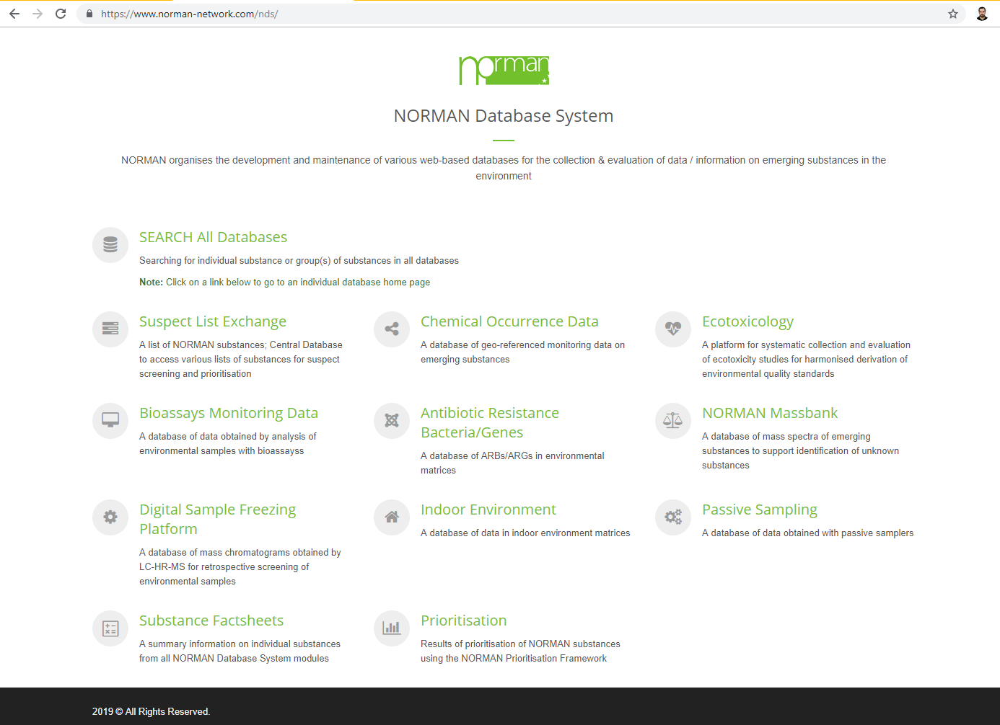 https://www.norman-network.com/nds/
norman
NORMAN Database System
NORMAN organises the development and maintenance of various web-based databases for the collection & evaluation of data / information on emerging substances in the
environment
SEARCH All Databases
Searching for individual substance or group(s) of substances in all databases
Note: Click on a link below to go to an individual database home page
Suspect List Exchange
A list of NORMAN substances; Central Database
to access various lists of substances for suspect
screening and prioritisation
Chemical Occurrence Data
A database of geo-referenced monitoring data on
emerging substances
Ecotoxicology
A platform for systematic collection and evaluation
of ecotoxicity studies for harmonised derivation of
environmental quality standards
Bioassays Monitoring Data
A database of data obtained by analysis of
environmental samples with bioassayss
Antibiotic Resistance
Bacteria/Genes
A database of ARBs/ARGs in environmental
matrices
NORMAN Massbank
A database of mass spectra of emerging
substances to support identification of unknown
substances
Digital Sample Freezing
Platform
A database of mass chromatograms obtained by
LC-HR-MS for retrospective screening of
environmental samples
Indoor Environment
A database of data in indoor environment matrices
Passive Sampling
A database of data obtained with passive samplers
Substance Factsheets
A summary information on individual substances
from all NORMAN Database System modules
Prioritisation
Results of prioritisation of NORMAN substances
using the NORMAN Prioritisation Framework
2019 © All Rights Reserved.